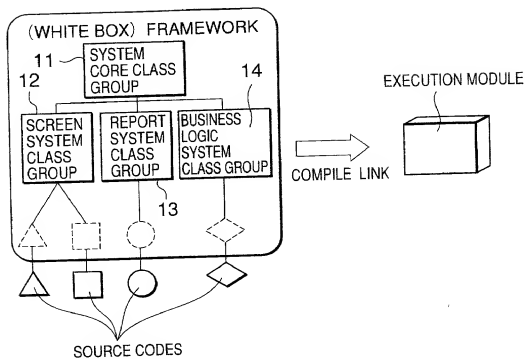 (WHITE BOX) FRAMEWORK
11
SYSTEM
CORE CLASS
GROUP
12
SCREEN
SYSTEM
CLASS
GROUP
REPORT
SYSTEM
CLASS
GROUP
13
14
BUSINESS
LOGIC
SYSTEM
CLASS GROUP
COMPILE LINK
EXECUTION MODULE
SOURCE CODES